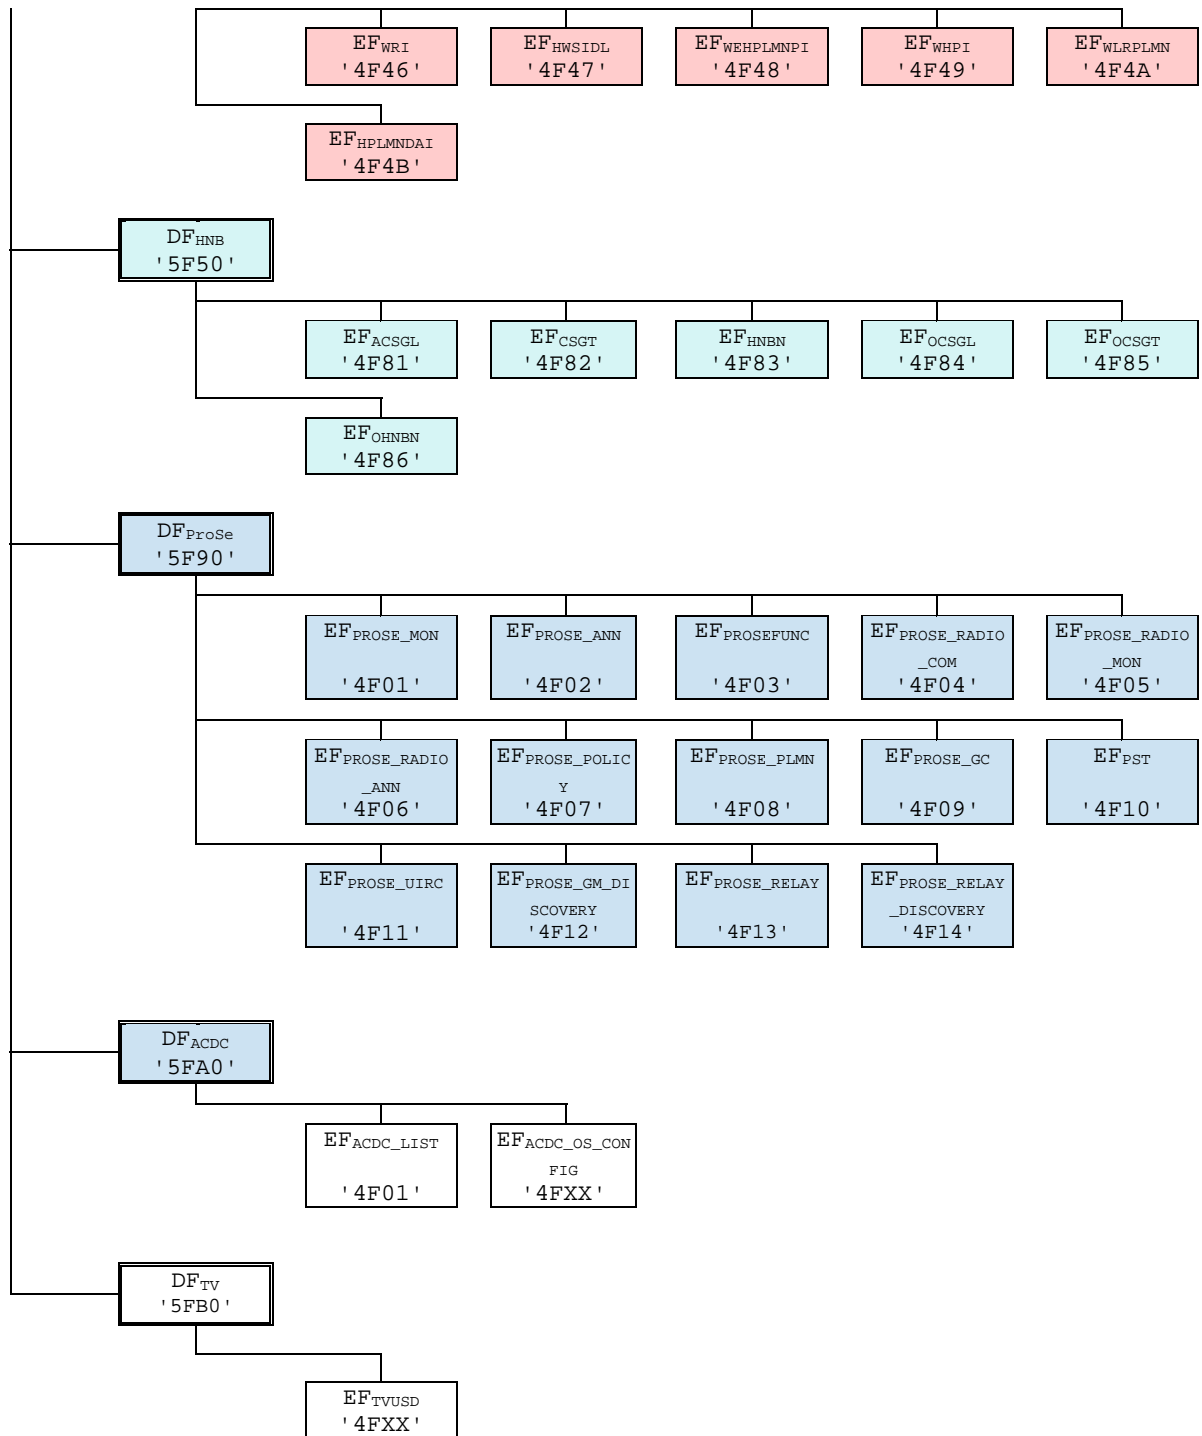 EFWRI EFHWSIDL EFWEHPLMNPI EFWHPI EFWLRPLMN
'4F46' '4F47' '4F48' '4F49' '4F4A'
EFHPLMNDAI
'4F4B'
DFHNB
'5F50'
EFACSGL EFCSGT EFHNBN EFOCSGL EFOCSGT
'4F81' '4F82' '4F83' '4F84' '4F85'
EFOHNBN
'4F86'
DFProSe
'5F90'
EFPROSE_MON EFPROSE_ANN EFPROSEFUNC EFPROSE_RADIO EFPROSE_RADIO
_COM _MON
'4F01' '4F02' '4F03' '4F04' '4F05'
EFPROSE_RADIO EFPROSE_POLIC EFPROSE_PLMN EFPROSE_GC EFPST
_ANN Y
'4F06' '4F07' '4F08' '4F09' '4F10'
EFPROSE_UIRC EFPROSE_GM_DI EFPROSE_RELAY EFPROSE_RELAY
SCOVERY _DISCOVERY
'4F11' '4F12' '4F13' '4F14'
DFACDC
'5FA0'
EFACDC_LIST EFACDC_OS_CON
FIG
'4F01' '4FXX'
DFTV
'5FB0'
EFTVUSD
'4FXX'